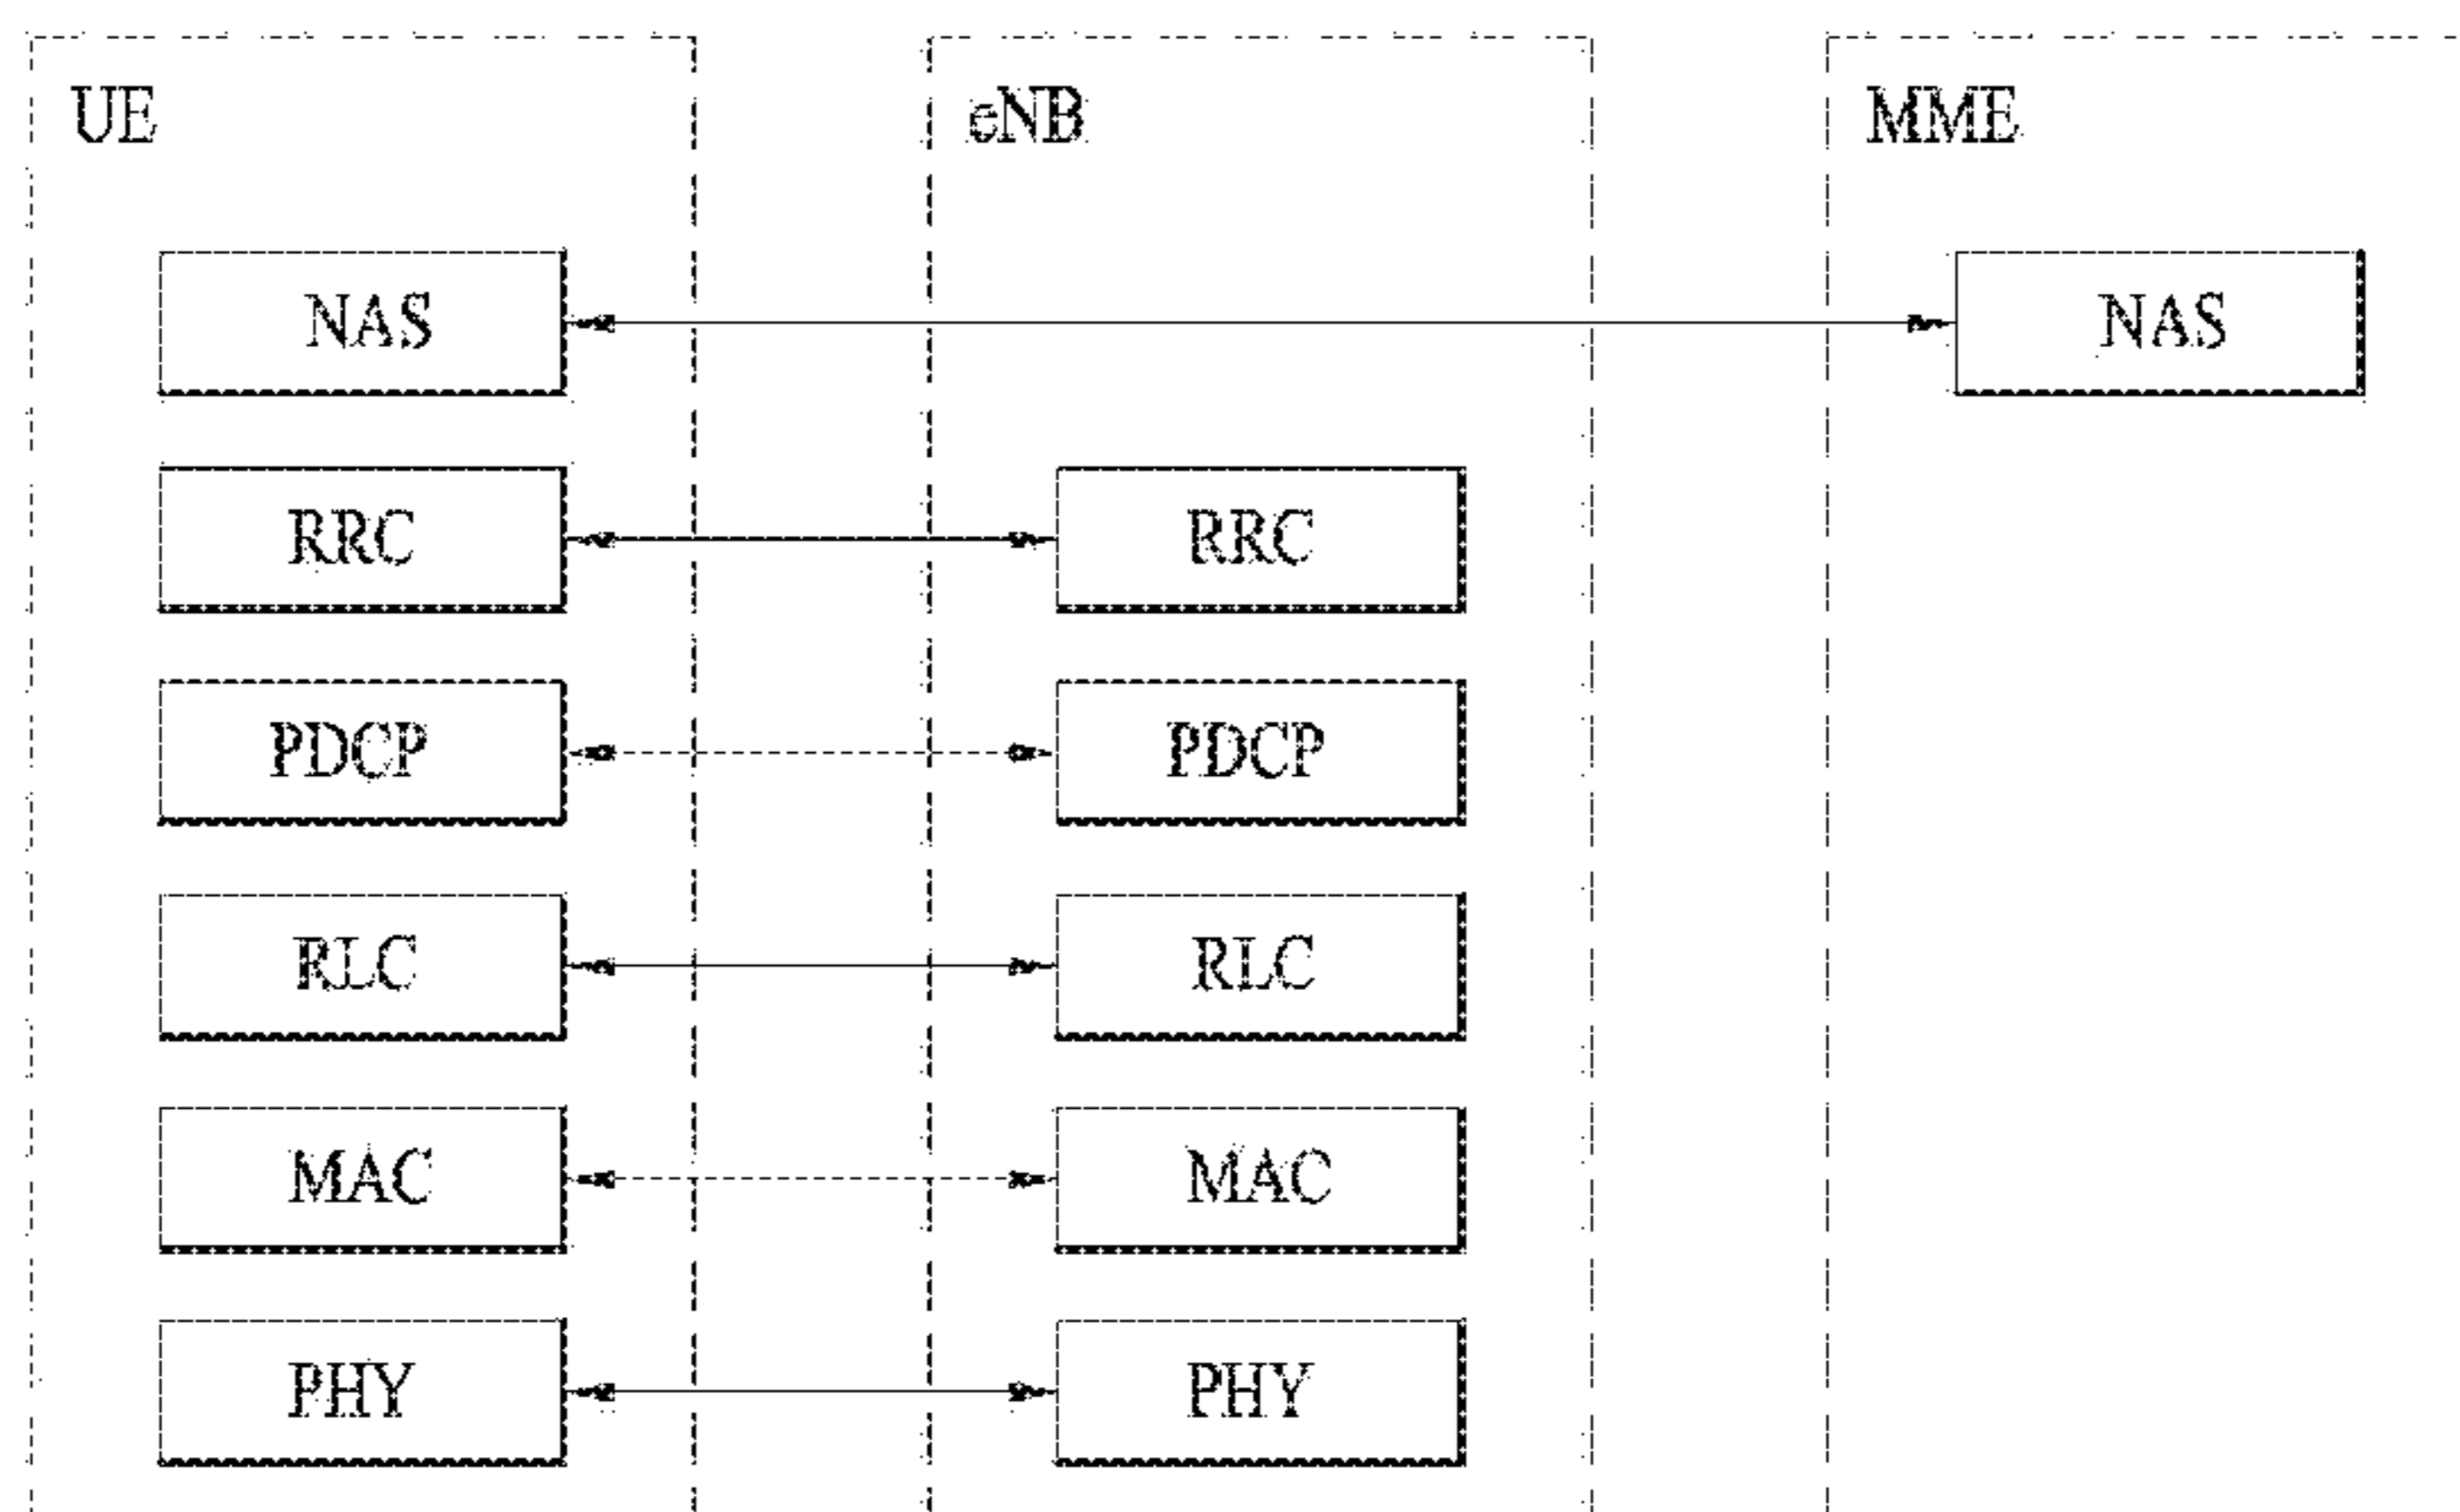 UE
eNB
MME
NAS
NAS
RRC
RRC
PDCP
PDCP
RLC
RLC
MAC
MAC
PHY
PHY